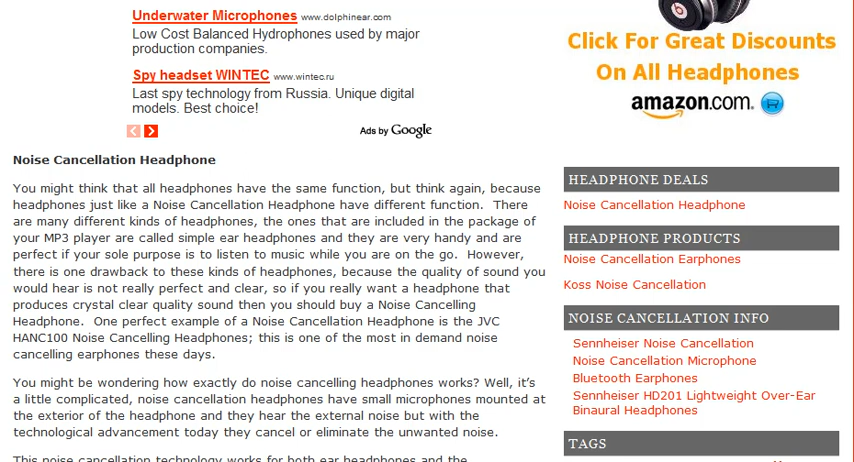 Underwater Microphones www.dolphinear.com
Low Cost Balanced Hydrophones used by major
production companies.
Spy headset WINTEC www.wintec.ru
Last spy technology from Russia. Unique digital
models. Best choice!
Ads by Google
Noise Cancellation Headphone
You might think that all headphones have the same function, but think again, because
headphones just like a Noise Cancellation Headphone have different function.  There
are many different kinds of headphones, the ones that are included in the package of
your MP3 player are called simple ear headphones and they are very handy and are
perfect if your sole purpose is to listen to music while you are on the go.  However,
there is one drawback to these kinds of headphones, because the quality of sound you
would hear is not really perfect and clear, so if you really want a headphone that
produces crystal clear quality sound then you should buy a Noise Cancelling
Headphone.  One perfect example of a Noise Cancellation Headphone is the JVC
HANC100 Noise Cancelling Headphones; this is one of the most in demand noise
cancelling earphones these days.
You might be wondering how exactly do noise cancelling headphones works? Well, it's
a little complicated, noise cancellation headphones have small microphones mounted at
the exterior of the headphone and they hear the external noise but with the
technological advancement today they cancel or eliminate the unwanted noise.
This noise cancellation technology works for both ear headphones and the
Click For Great Discounts
On All Headphones
amazon.com.
HEADPHONE DEALS
Noise Cancellation Headphone
HEADPHONE PRODUCTS
Noise Cancellation Earphones
Koss Noise Cancellation
NOISE CANCELLATION INFO
Sennheiser Noise Cancellation
Noise Cancellation Microphone
Bluetooth Earphones
Sennheiser HD201 Lightweight Over-Ear
Binaural Headphones
TAGS